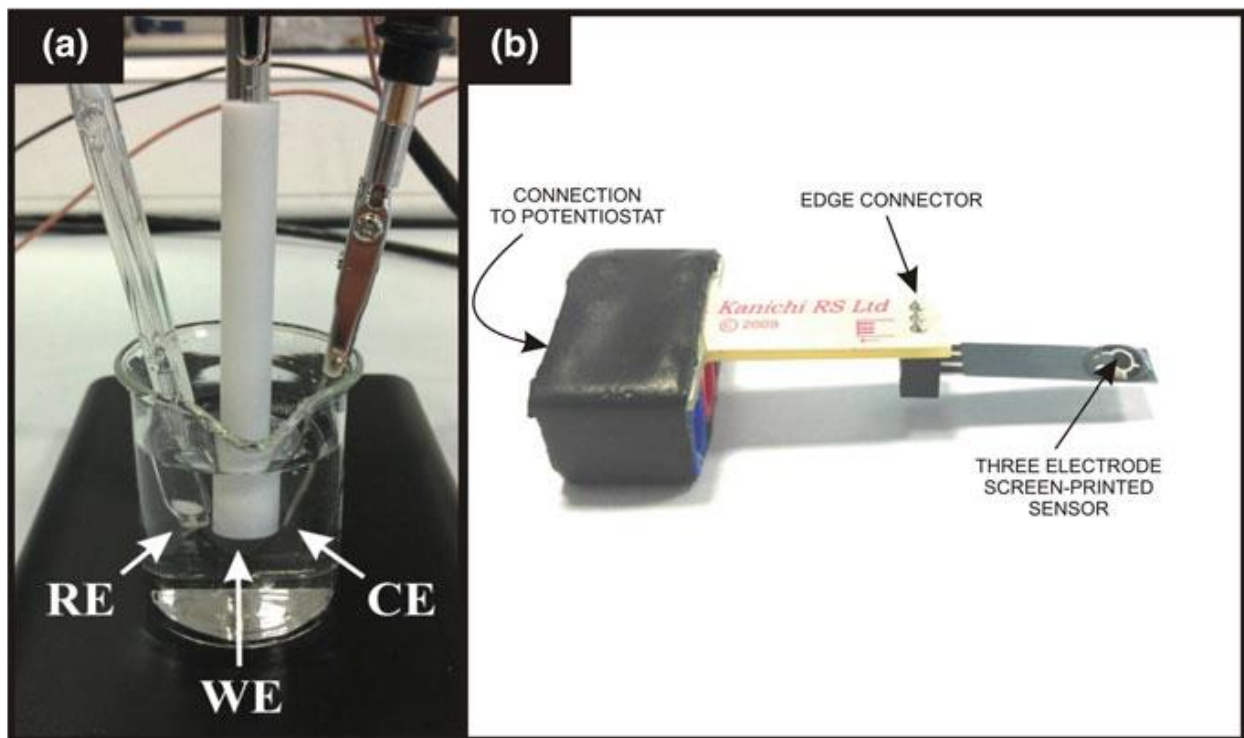 (a)
RE
WE
CE
(b)
CONNECTION
TO POTENTIOSTAT
EDGE CONNECTOR
Kanichi RS Ltd
© 2009
THREE ELECTRODE
SCREEN-PRINTED
SENSOR